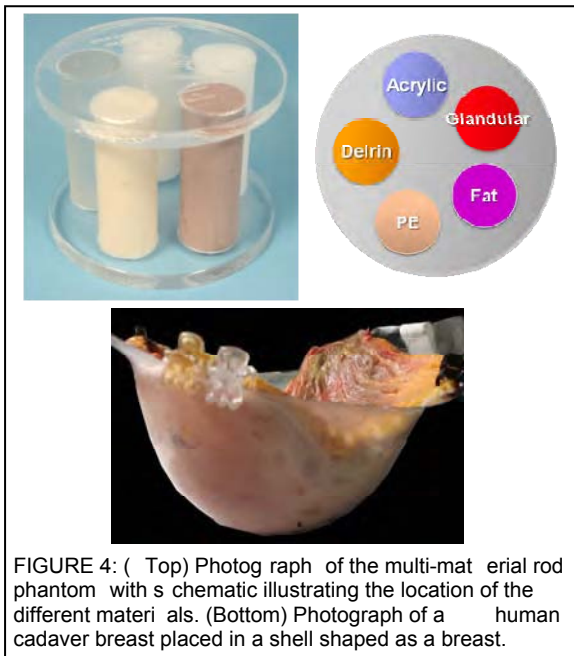 Acrylic
Glandular
Delrin
Fat
PE
FIGURE 4: ( Top) Photog raph of the multi-mat erial rod
phantom with s chematic illustrating the location of the
different materi als. (Bottom) Photograph of a human
cadaver breast placed in a shell shaped as a breast.